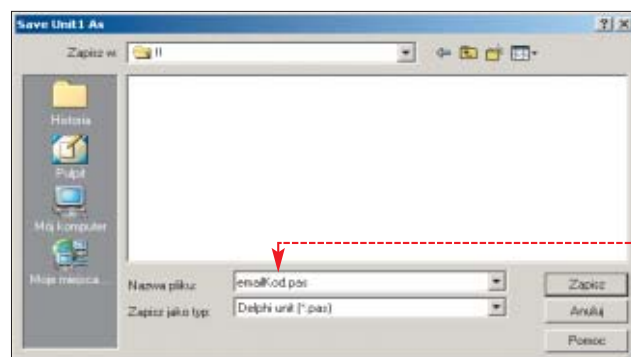 Save Unit1 As
Zapisz w: !!
Historia
Pulpit
Mój komputer
Moje miejsca...
Nazwa pliku: emailKod.pas
Zapisz jako typ: Delphi unit (*.pas)
Zapisz
Anuluj
Pomoc